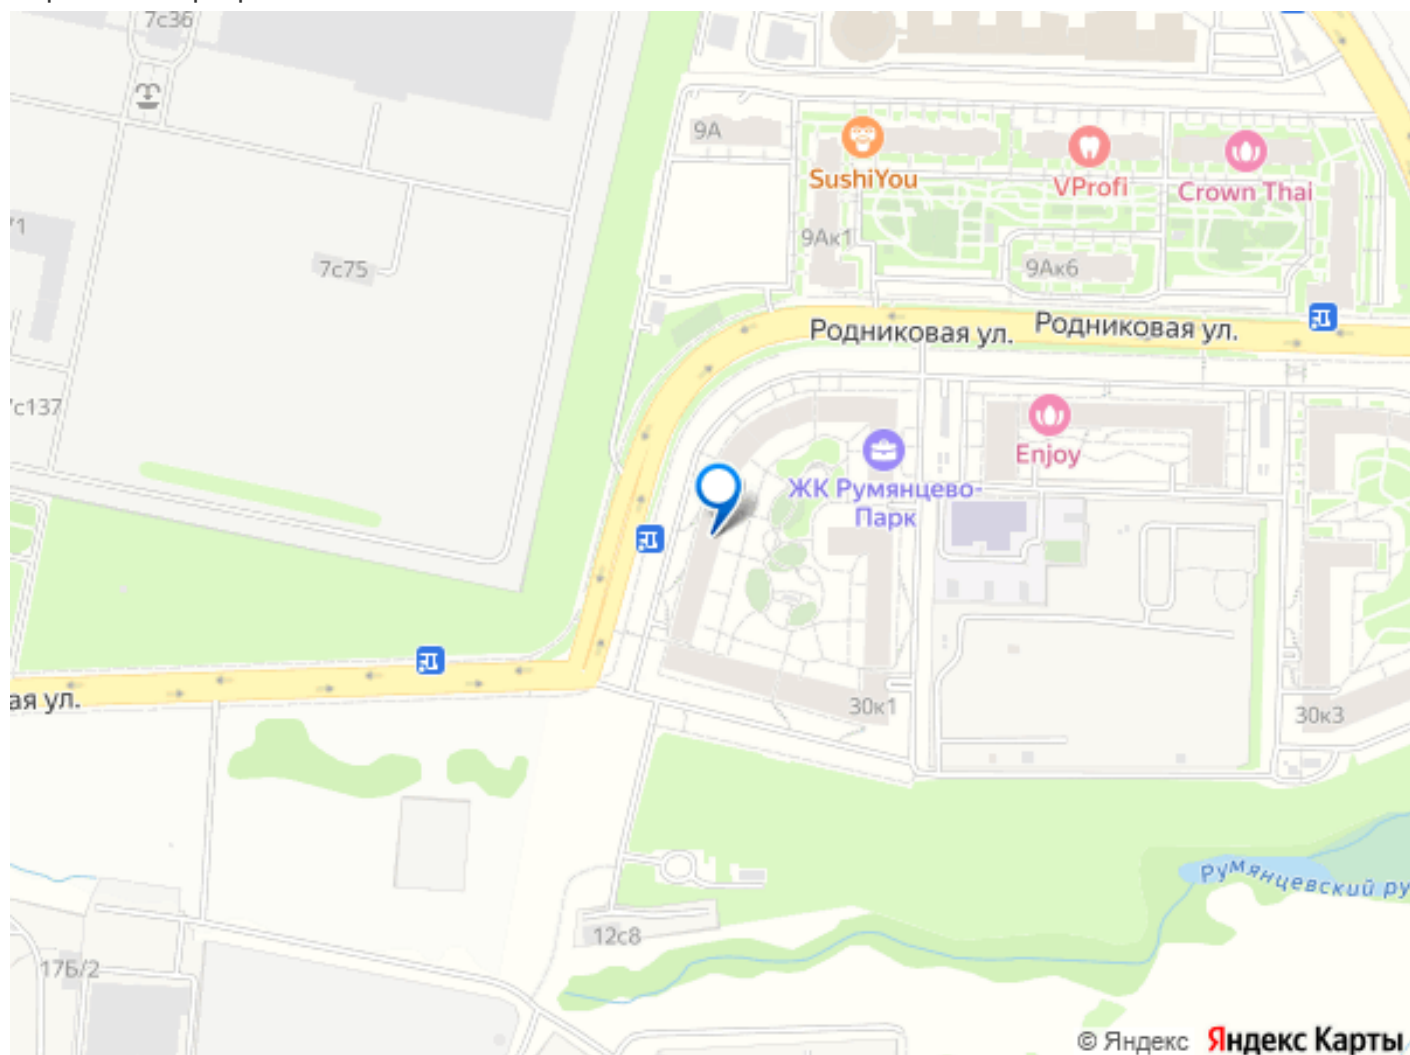 7с36
9А
SushiYou
VProfi
Crown Thai
/1
9Ак1
7с75
9Ак6
Родниковая ул.
Родниковая ул.
7с137
Enjoy
ЖК Румянцево-
Парк
ая ул.
30к1
30к3
Румянцевский ру
12с8
17Б/2
© Яндекс Яндекс Карты